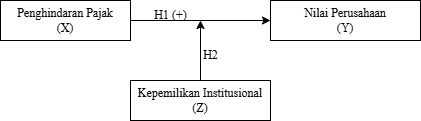 Penghindaran Pajak
(X)
H1 (+)
Nilai Perusahaan
(Y)
H2
Kepemilikan Institusional
(Z)